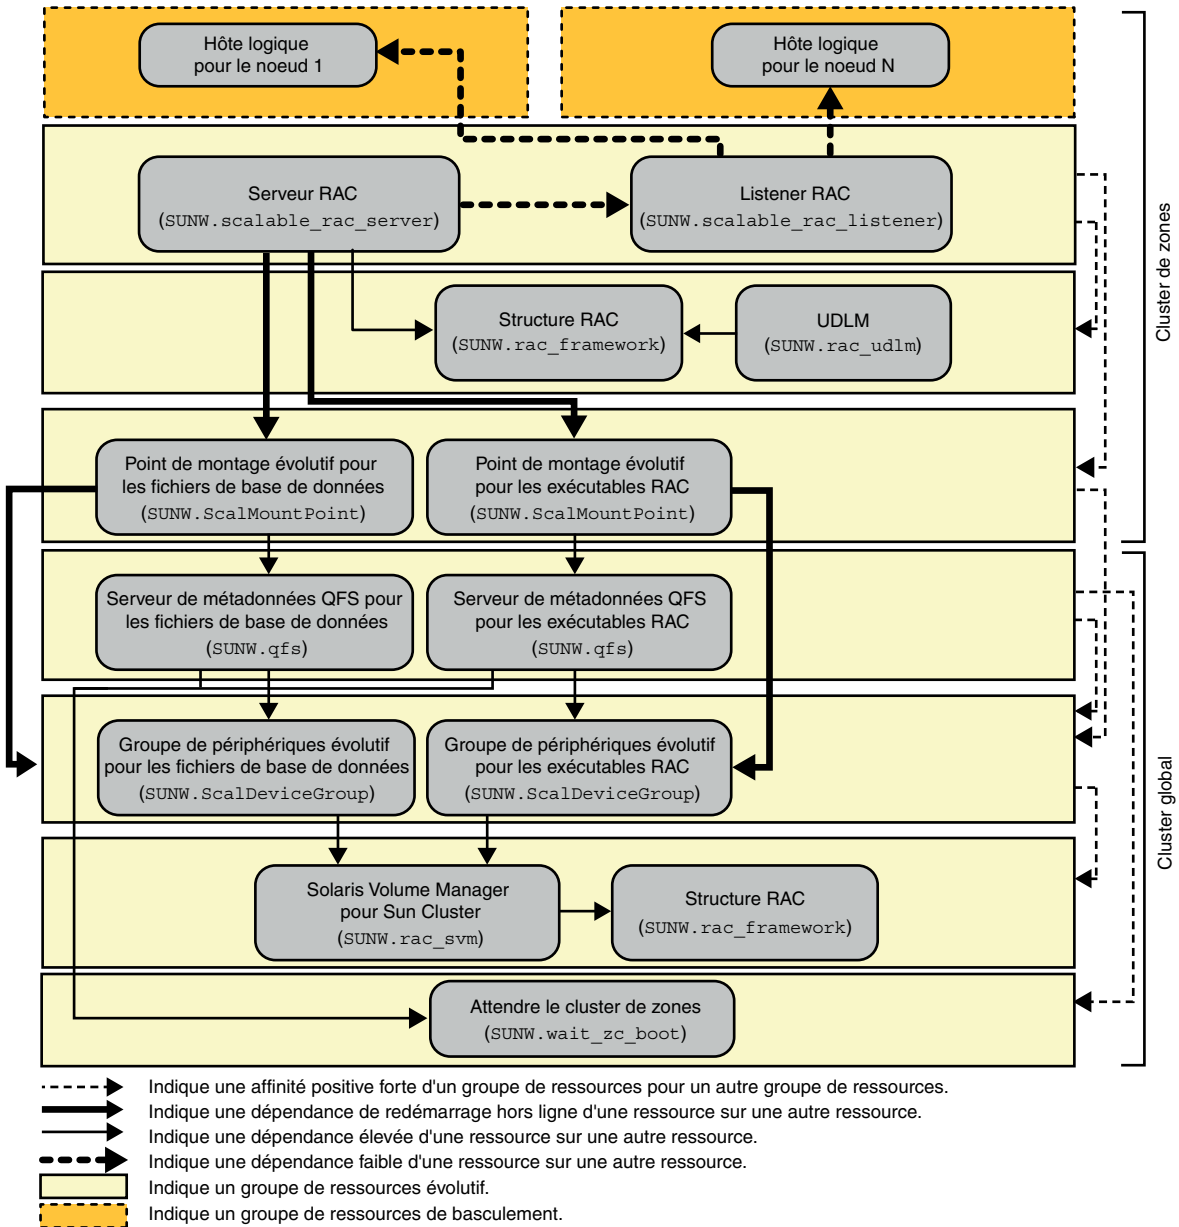 Hôte logique
pour le noeud 1
Hôte logique
pour le noeud N
Serveur RAC
(SUNW.scalable_rac_server)
Listener RAC
(SUNW.scalable_rac_listener)
Structure RAC
(SUNW.rac_framework)
UDLM
(SUNW.rac_udlm)
Cluster de zones
Point de montage évolutif pour
les fichiers de base de données
(SUNW.ScalMountPoint)
Point de montage évolutif
pour les exécutables RAC
(SUNW.ScalMountPoint)
Serveur de métadonnées QFS pour
les fichiers de base de données
(SUNW.qfs)
Serveur de métadonnées QFS
pour les exécutables RAC
(SUNW.qfs)
Groupe de périphériques évolutif
pour les fichiers de base de données
(SUNW.ScalDeviceGroup)
Groupe de périphériques évolutif
pour les exécutables RAC
(SUNW.ScalDeviceGroup)
Cluster global
Solaris Volume Manager
pour Sun Cluster
(SUNW.rac_svm)
Structure RAC
(SUNW.rac_framework)
Attendre le cluster de zones
(SUNW.wait_zc_boot)
Indique une affinité positive forte d'un groupe de ressources pour un autre groupe de ressources.
Indique une dépendance de redémarrage hors ligne d'une ressource sur une autre ressource.
Indique une dépendance élevée d'une ressource sur une autre ressource.
Indique une dépendance faible d'une ressource sur une autre ressource.
Indique un groupe de ressources évolutif.
Indique un groupe de ressources de basculement.